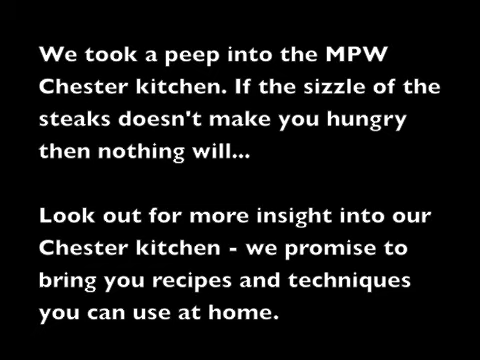 We took a peep into the MPW
Chester kitchen. If the sizzle of the
steaks doesn't make you hungry
then nothing will...
Look out for more insight into our
Chester kitchen - we promise to
bring you recipes and techniques
you can use at home.